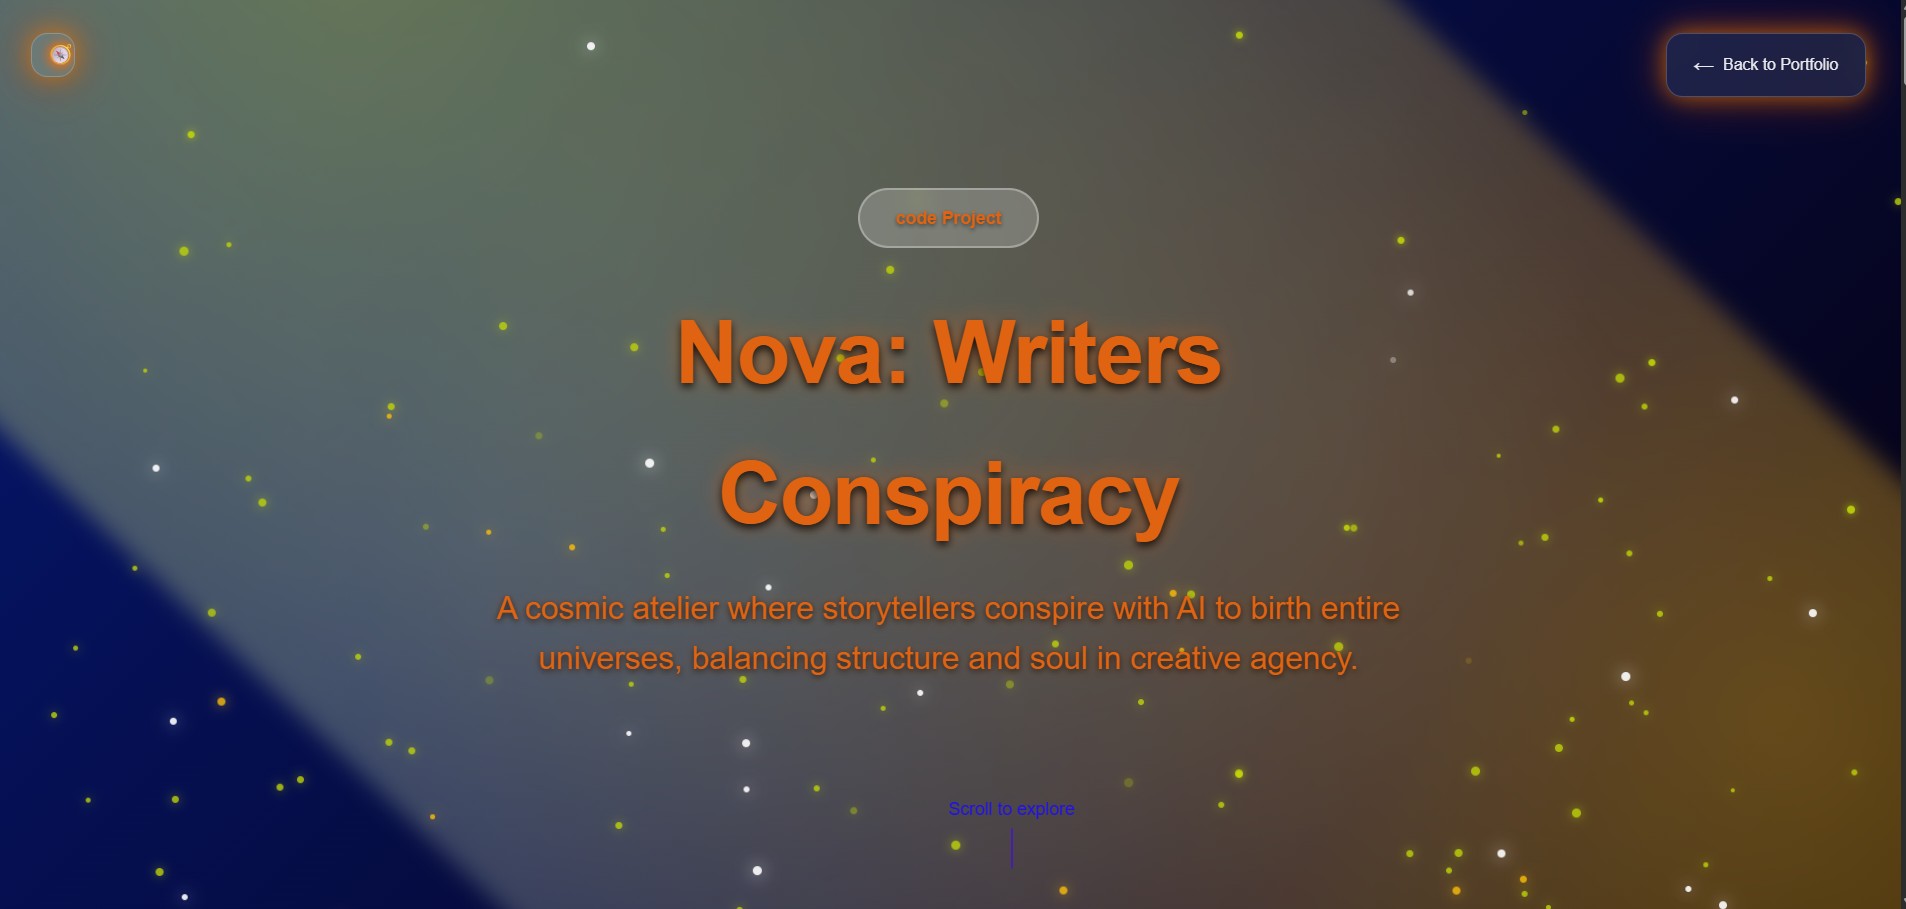 ← Back to Portfolio
code Project
Nova: Writers
Conspiracy
A cosmic atelier where storytellers conspire with AI to birth entire
universes, balancing structure and soul in creative agency.
Scroll to explore